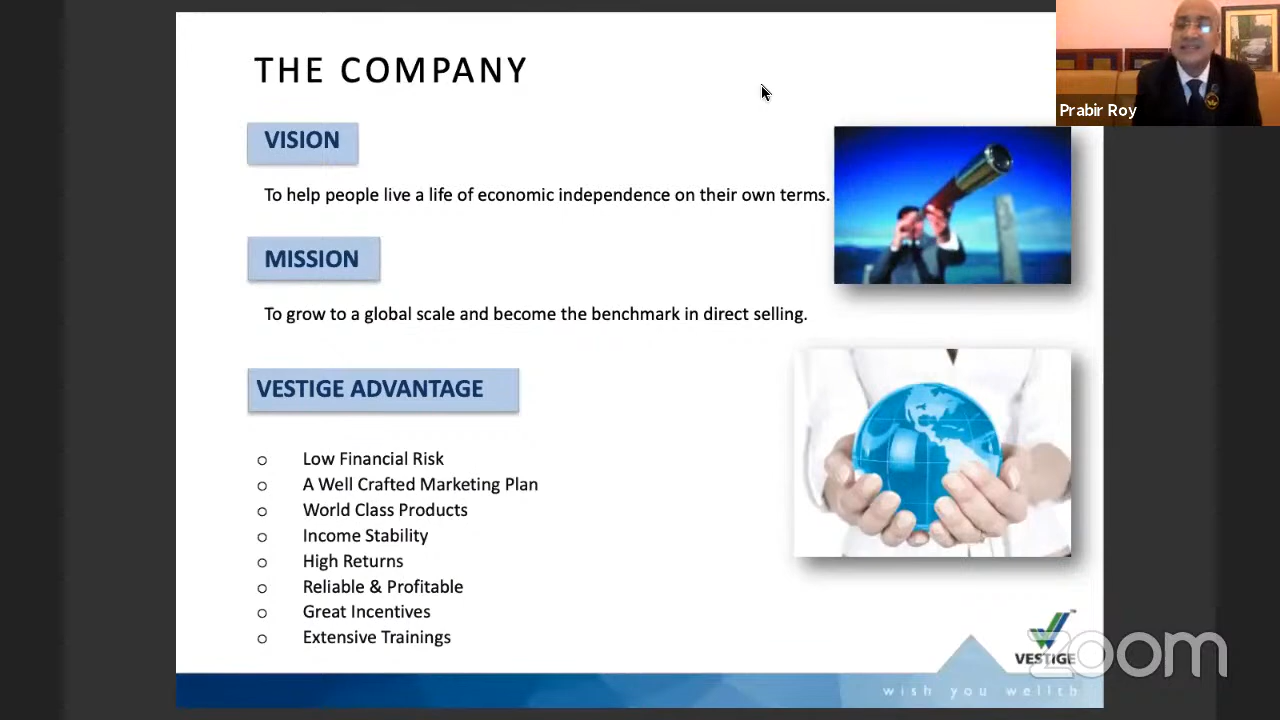 THE COMPANY
Prabir Roy
VISION
To help people live a life of economic independence on their own terms.
MISSION
To grow to a global scale and become the benchmark in direct selling.
VESTIGE ADVANTAGE
o Low Financial Risk
o A Well Crafted Marketing Plan
o World Class Products
o Income Stability
o High Returns
o Reliable & Profitable
o Great Incentives
o Extensive Trainings
VESTIGE
zoom
wish you wellth